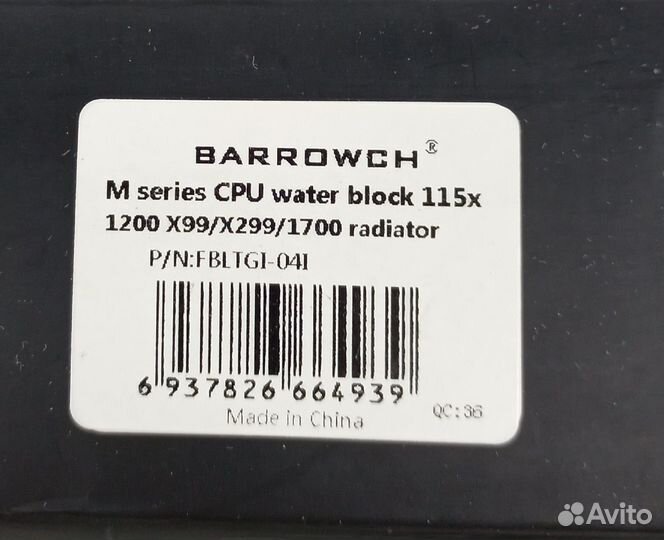 BARROWCH®
M series CPU water block 115x
1200 X99/X299/1700 radiator
P/N:FBLTGI-04I
6 937826 664939
Made in China
QC:36
Avito